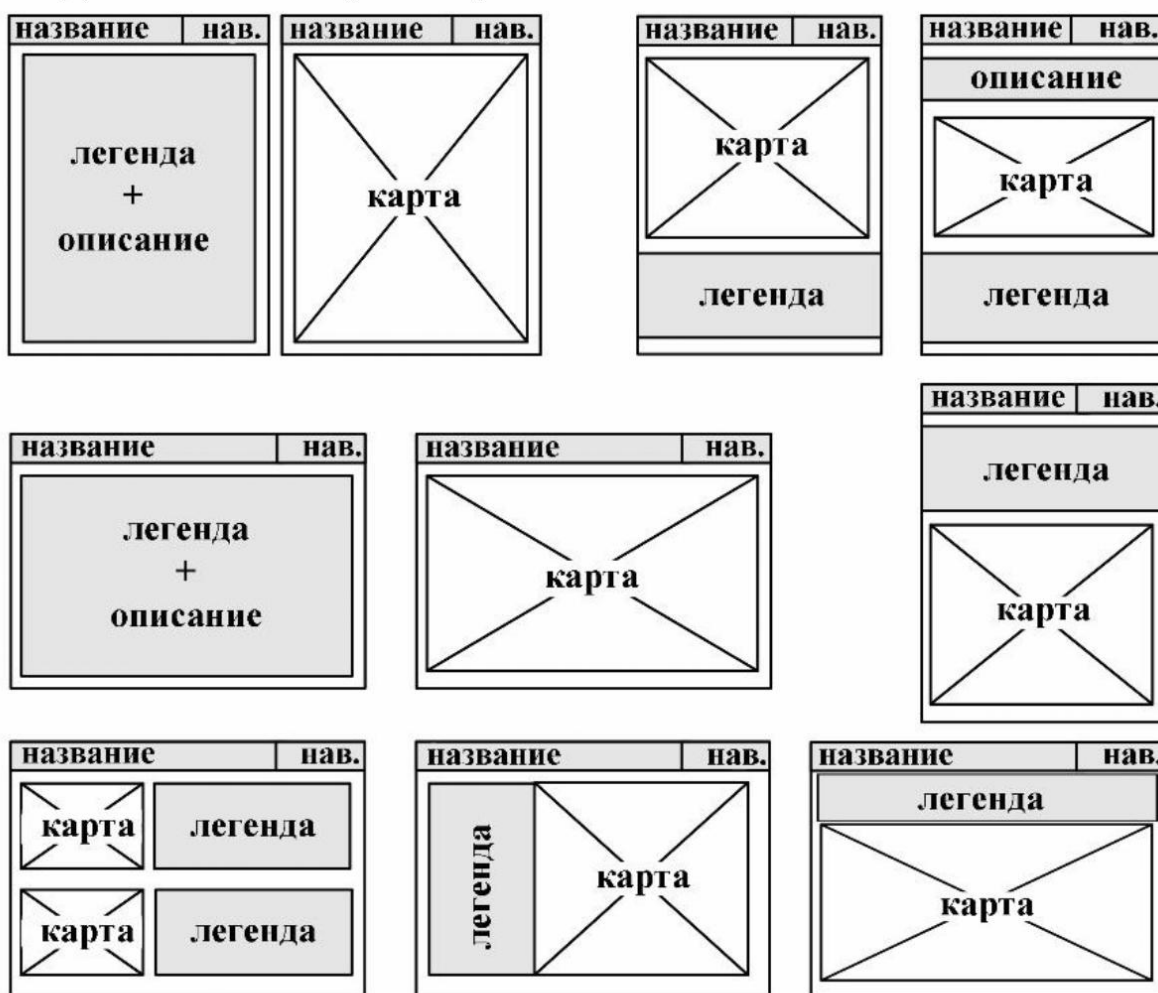 название нав.
легенда
+
описание
название нав.
карта
название нав.
карта
легенда
название нав.
описание
карта
легенда
название нав.
легенда
+
описание
название нав.
карта
название нав.
легенда
карта
название нав.
карта легенда
карта легенда
название нав.
легенда
карта
название нав.
легенда
карта